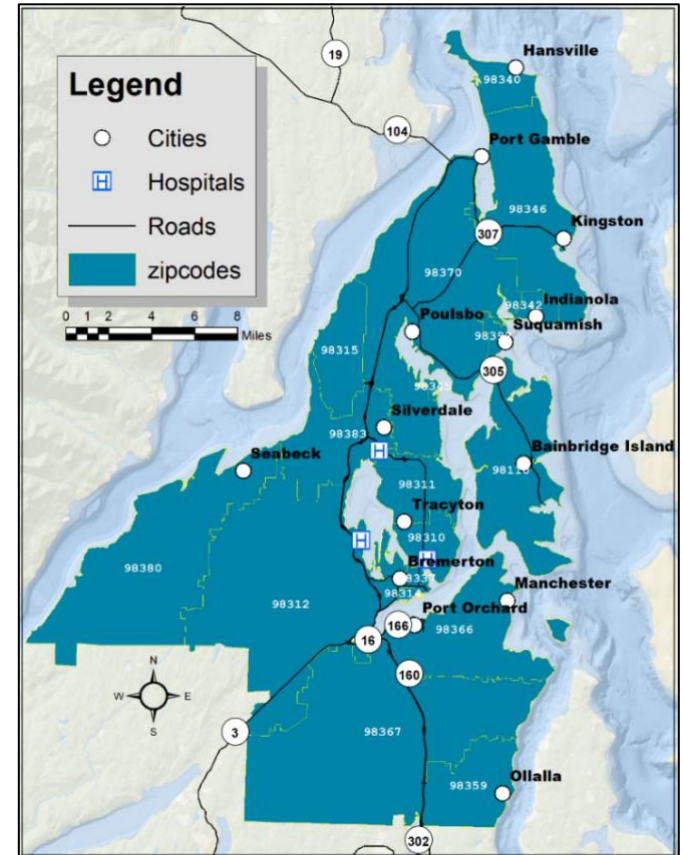 Legend
Cities
Hospitals
Roads
zipcodes
0 1 2 4 6 8
Miles
19
Hansville
98340
104
Port Gamble
98346
307
Kingston
98370
98342
Indianola
Poulsbo
Suquamish
98315
305
Silverdale
98383
Seabeck
H
Bainbridge Island
98311
Tracyton
98310
H
H
98380
Bremerton
98312
98314
Manchester
Port Orchard
166
98366
16
N
W E
S
160
3
98367
98359
Ollalla
302